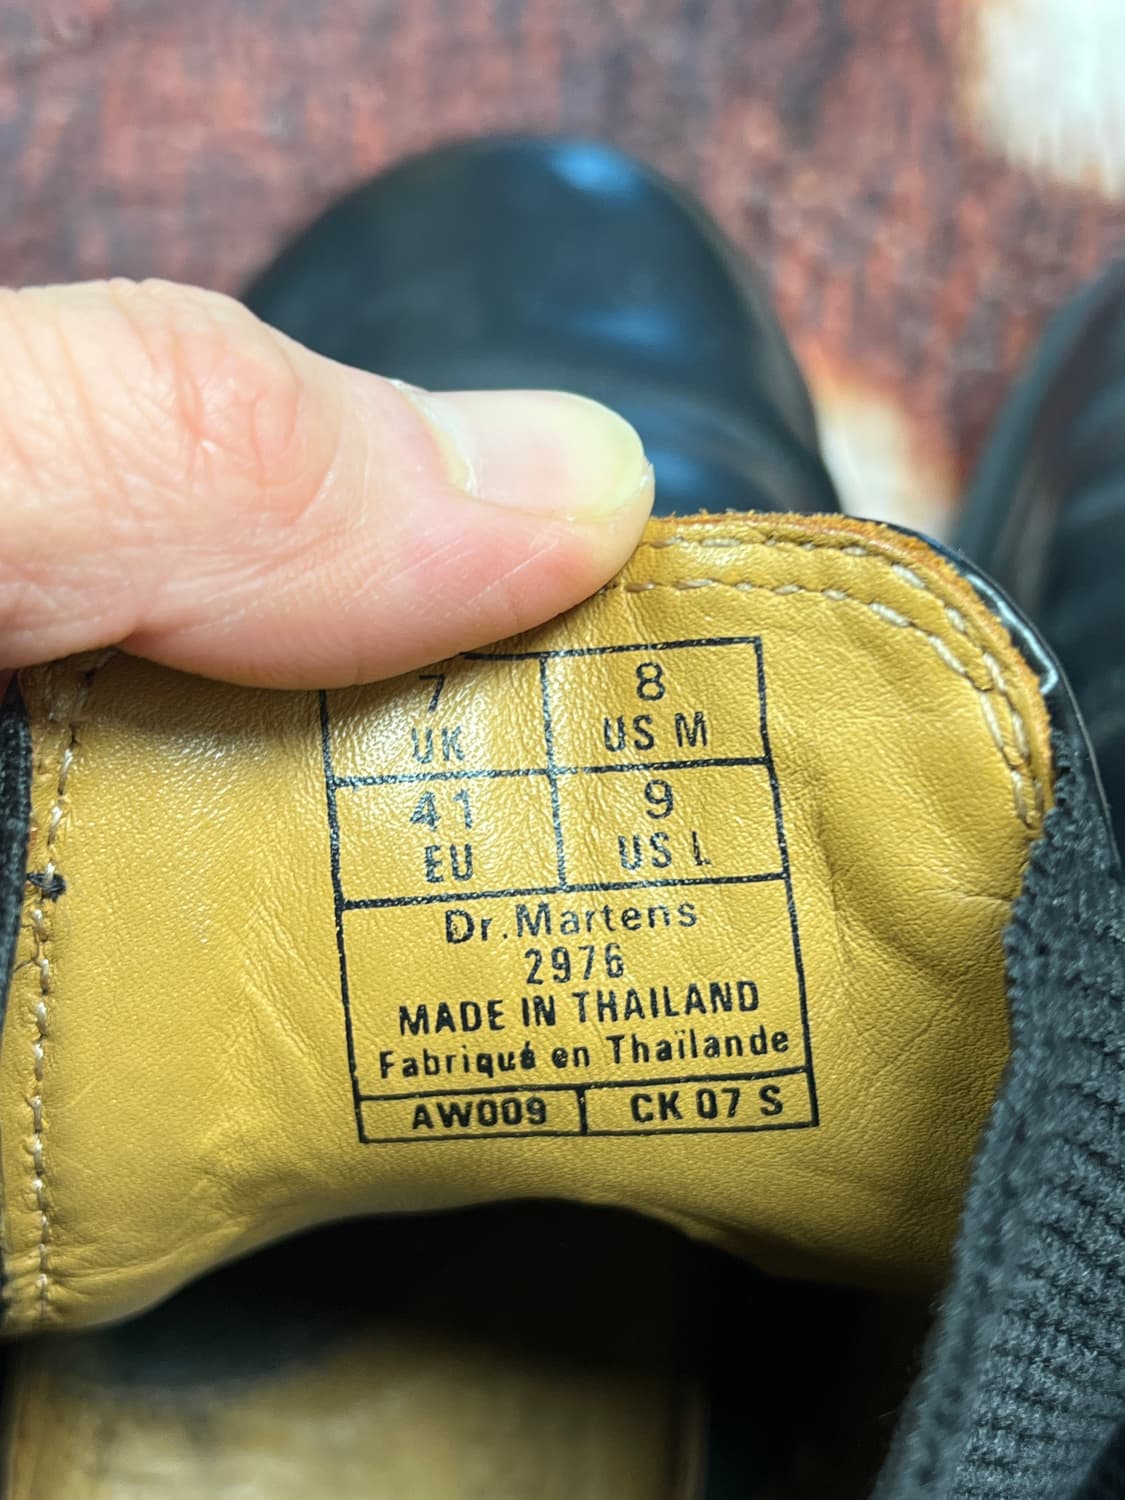 7 8
UK US M
41 9
EU US L
Dr.Martens
2976
MADE IN THAILAND
Fabriqué en Thaïlande
AW009 CK 07 S